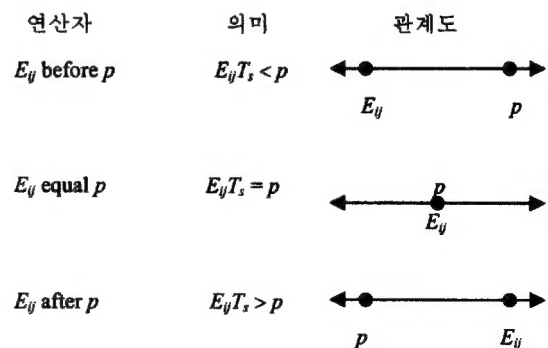 연산자 의미 관계도
E_ij before p E_ijT_s < p
E_ij p
E_ij equal p E_ijT_s = p
p
E_ij
E_ij after p E_ijT_s > p
p E_ij